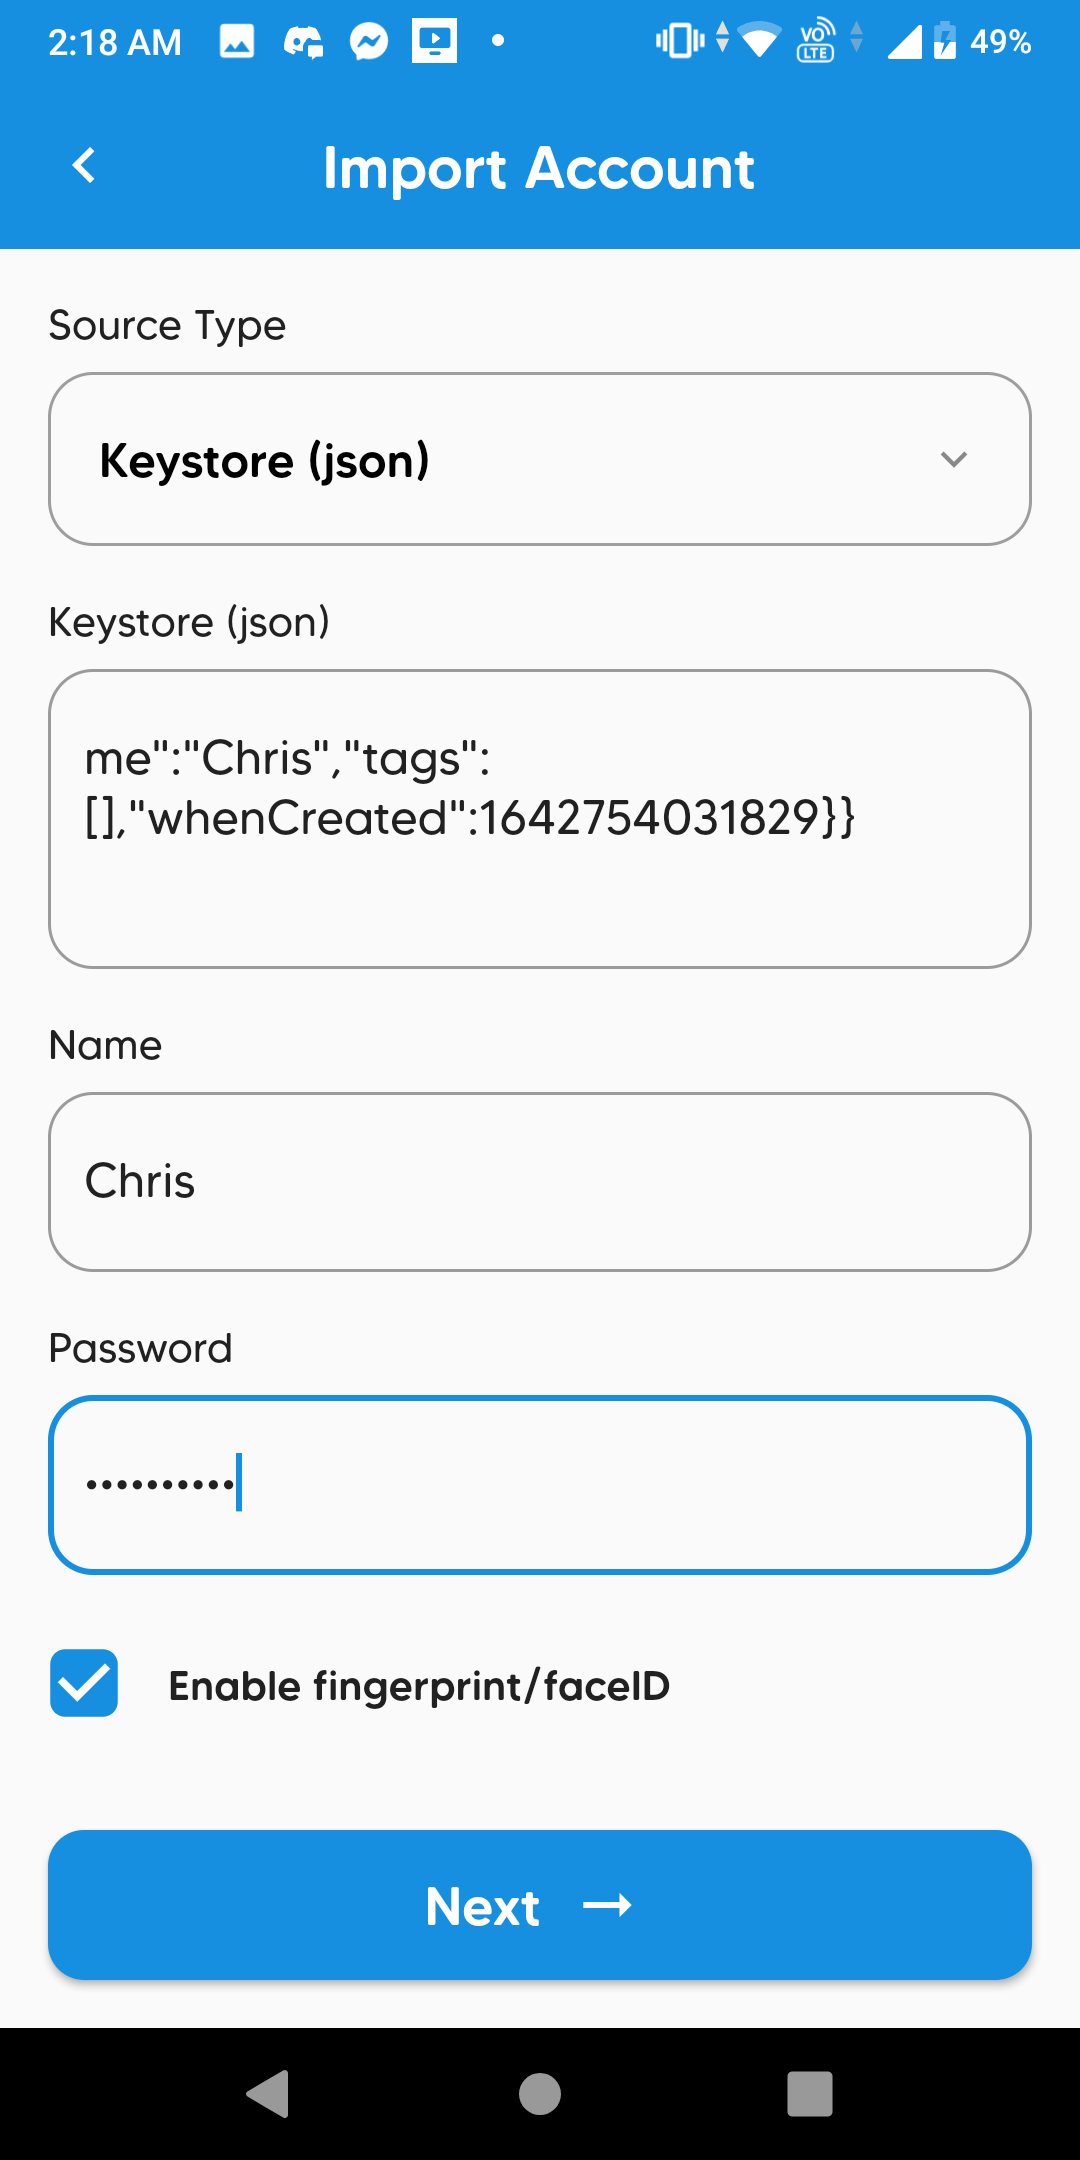 2:18 AM
VO LTE
49%
Import Account
Source Type
Keystore (json)
Keystore (json)
me":"Chris","tags":
[],"whenCreated":1642754031829}}
Name
Chris
Password
••••••••••
Enable fingerprint/faceID
Next →